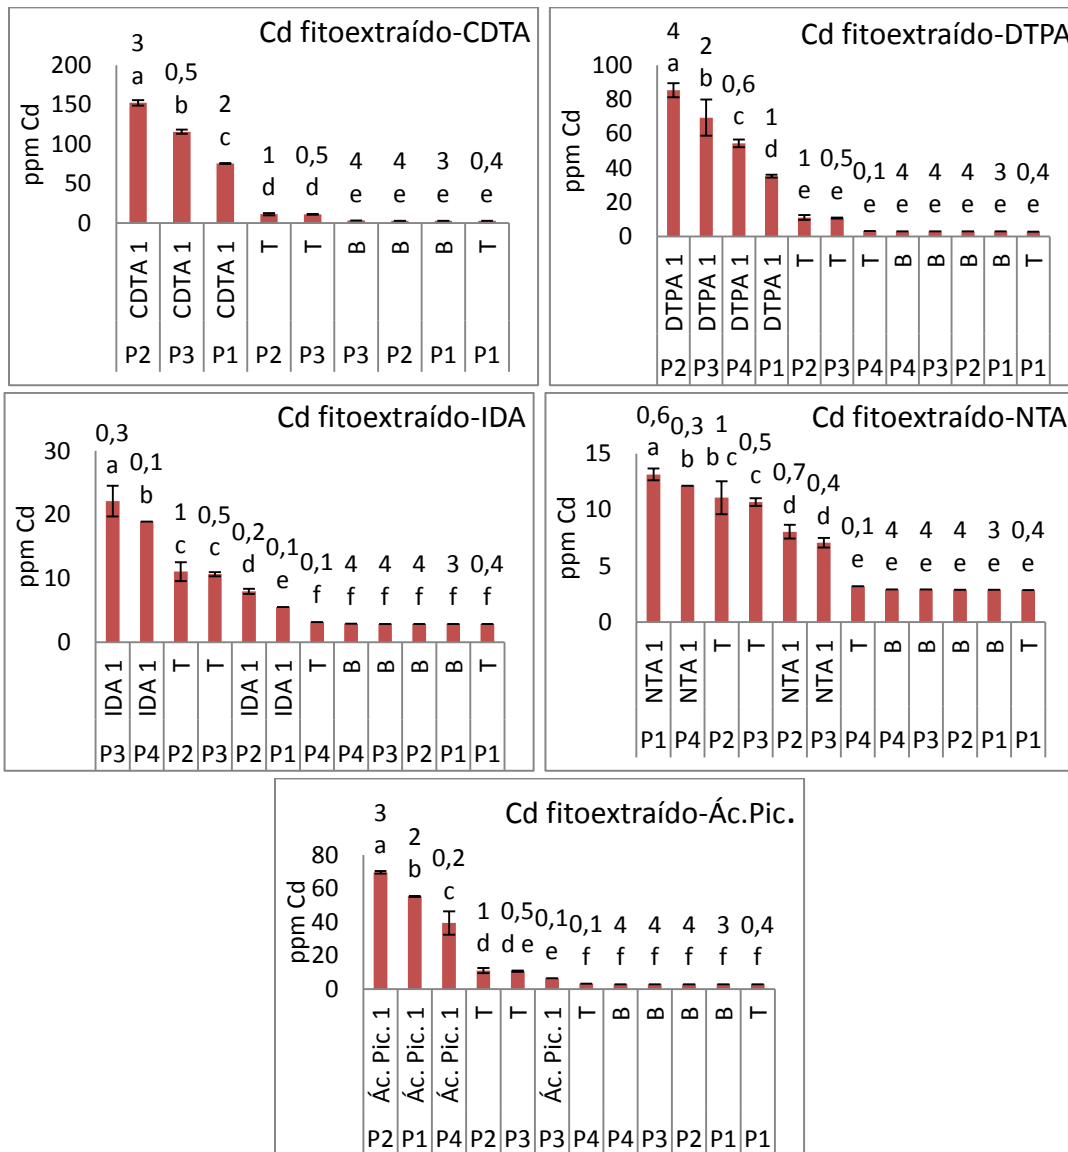 Cd fitoextraído-CDTA
3 0,5 2 1 0,5 4 4 3 0,4
a b c d d e e e e
ppm Cd
200
150
100
50
0
CDTA 1 CDTA 1 CDTA 1 T T B B B T
P2 P3 P1 P2 P3 P3 P2 P1 P1
Cd fitoextraído-DTPA
4 2 0,6 1 1 0,5 0,1 4 4 4 3 0,4
a b c d e e e e e e e e
ppm Cd
100
80
60
40
20
0
DTPA 1 DTPA 1 DTPA 1 DTPA 1 T T T B B B B T
P2 P3 P4 P1 P2 P3 P4 P4 P3 P2 P1 P1
Cd fitoextraído-IDA
0,3 0,1 1 0,5 0,2 0,1 0,1 4 4 4 3 0,4
a b c c d e f f f f f f
ppm Cd
30
20
10
0
IDA 1 IDA 1 T T IDA 1 IDA 1 T B B B B T
P3 P4 P2 P3 P2 P1 P4 P4 P3 P2 P1 P1
Cd fitoextraído-NTA
0,6 0,3 1 0,5 0,7 0,4 0,1 4 4 4 3 0,4
a b b c c d d e e e e e e
ppm Cd
15
10
5
0
NTA 1 NTA 1 T T NTA 1 NTA 1 T B B B B T
P1 P4 P2 P3 P2 P3 P4 P4 P3 P2 P1 P1
Cd fitoextraído-Ác.Pic.
3 2 0,2 1 0,5 0,1 0,1 4 4 4 3 0,4
a b c d d e e f f f f f f
ppm Cd
80
60
40
20
0
Ác. Pic. 1 Ác. Pic. 1 Ác. Pic. 1 T T Ác. Pic. 1 T B B B B T
P2 P1 P4 P2 P3 P3 P4 P4 P3 P2 P1 P1